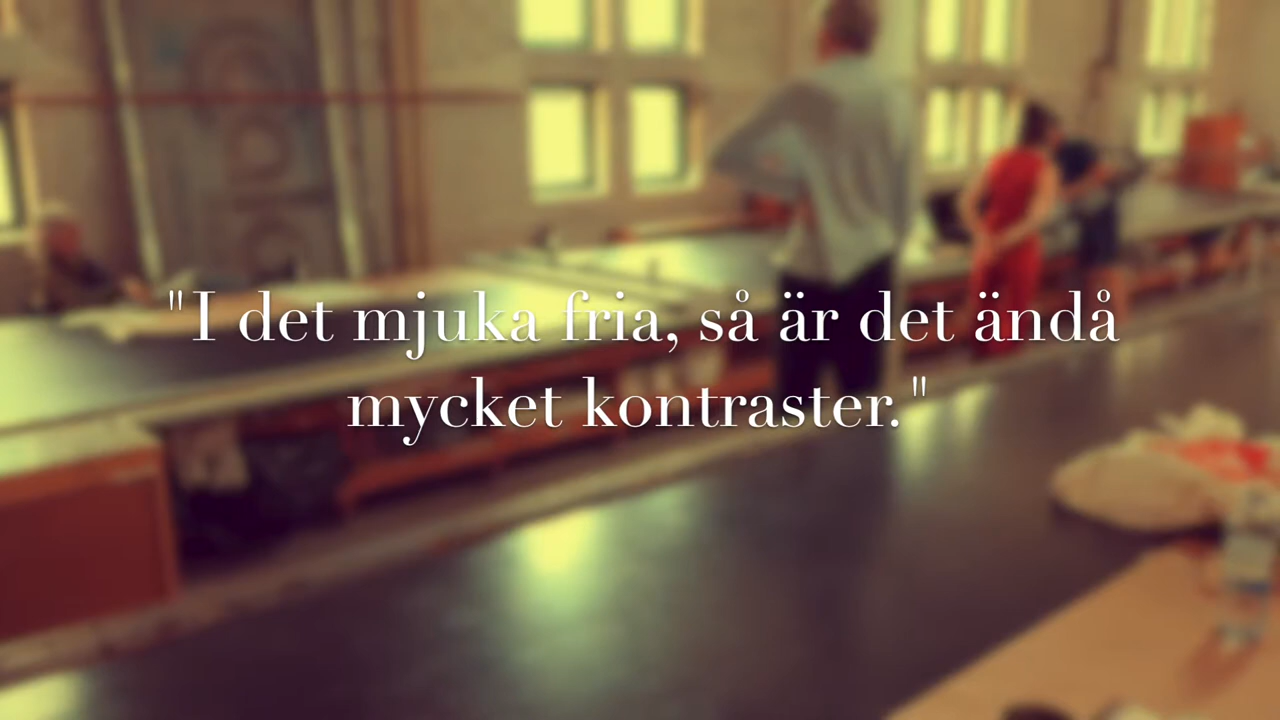 "I det mjuka fria, så är det ändå
mycket kontraster."